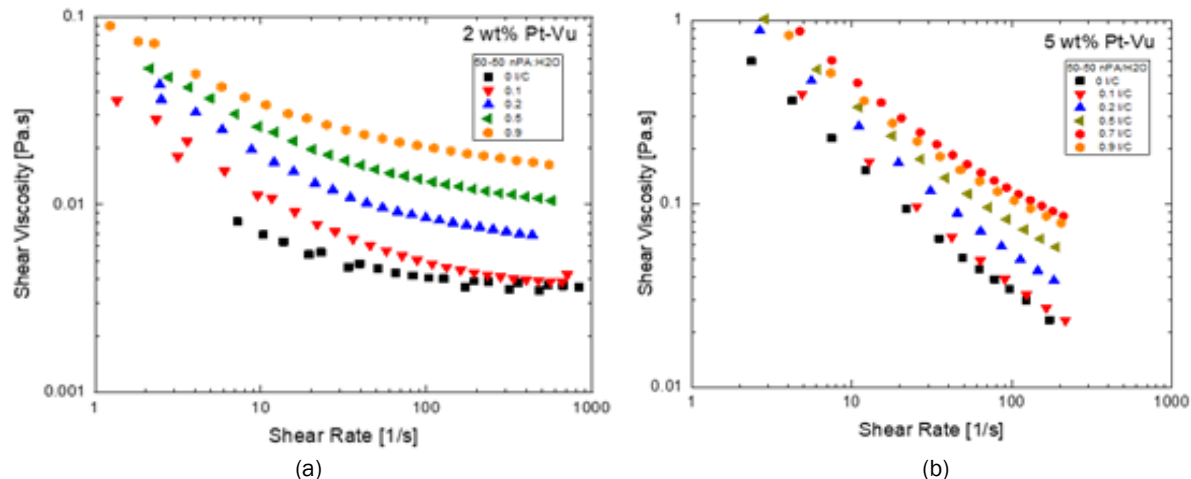 2 wt% Pt-Vu
50-50 nPA:H2O
0 I/C
0.1
0.2
0.5
0.9
0.1
0.01
0.001
Shear Viscosity [Pa.s]
1
10
100
1000
Shear Rate [1/s]
(a)
5 wt% Pt-Vu
50-50 nPA/H2O
0 I/C
0.1 I/C
0.2 I/C
0.5 I/C
0.7 I/C
0.9 I/C
1
0.1
0.01
Shear Viscosity [Pa.s]
1
10
100
1000
Shear Rate [1/s]
(b)